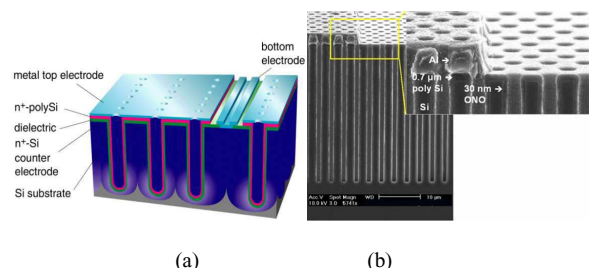 bottom
electrode
metal top electrode
n⁺-polySi
dielectric
n⁺-Si
counter
electrode
Si substrate
Al →
0.7 μm →
poly Si
30 nm →
ONO
Si
Acc.V Spot Magn WD 10 μm
10.0 kV 3.0
(a) (b)